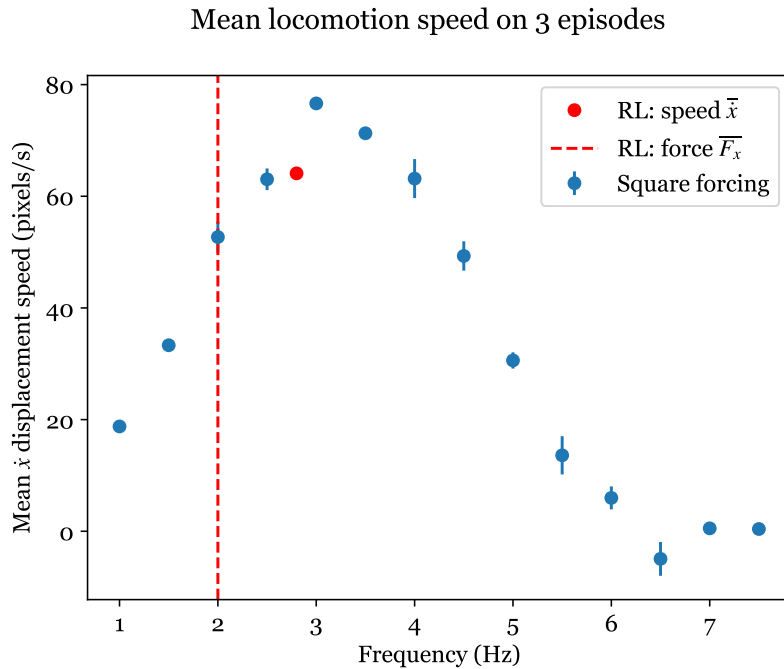 Mean locomotion speed on 3 episodes
Mean ẋ displacement speed (pixels/s)
80
60
40
20
0
RL: speed x̄̇
RL: force F̅ₓ̅
Square forcing
1 2 3 4 5 6 7
Frequency (Hz)